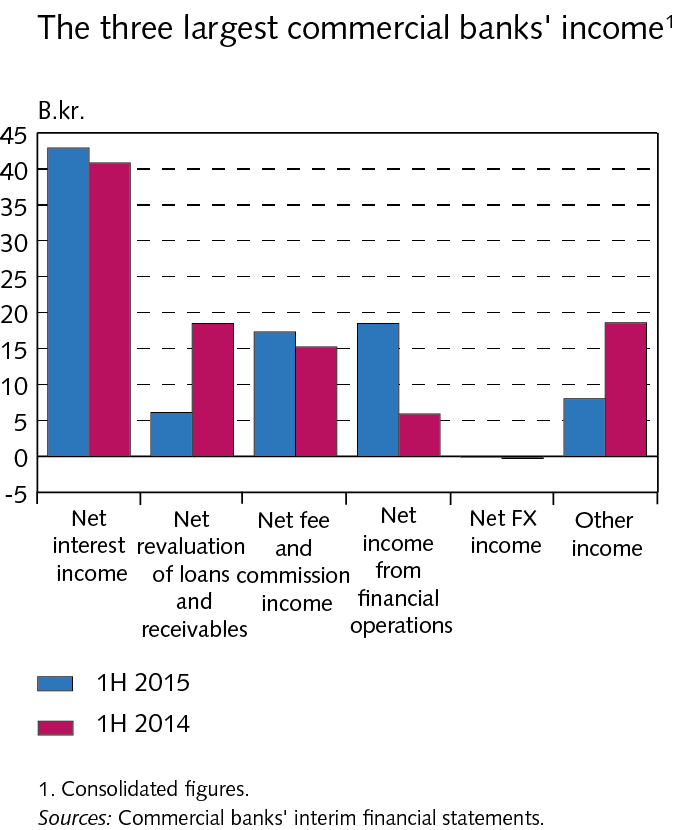 The three largest commercial banks' income1
B.kr.
45
40
35
30
25
20
15
10
5
0
-5
Net
interest
income
Net
revaluation
of loans
and
receivables
Net fee
and
commission
income
Net
income
from
financial
operations
Net FX
income
Other
income
1H 2015
1H 2014
1. Consolidated figures.
Sources: Commercial banks' interim financial statements.